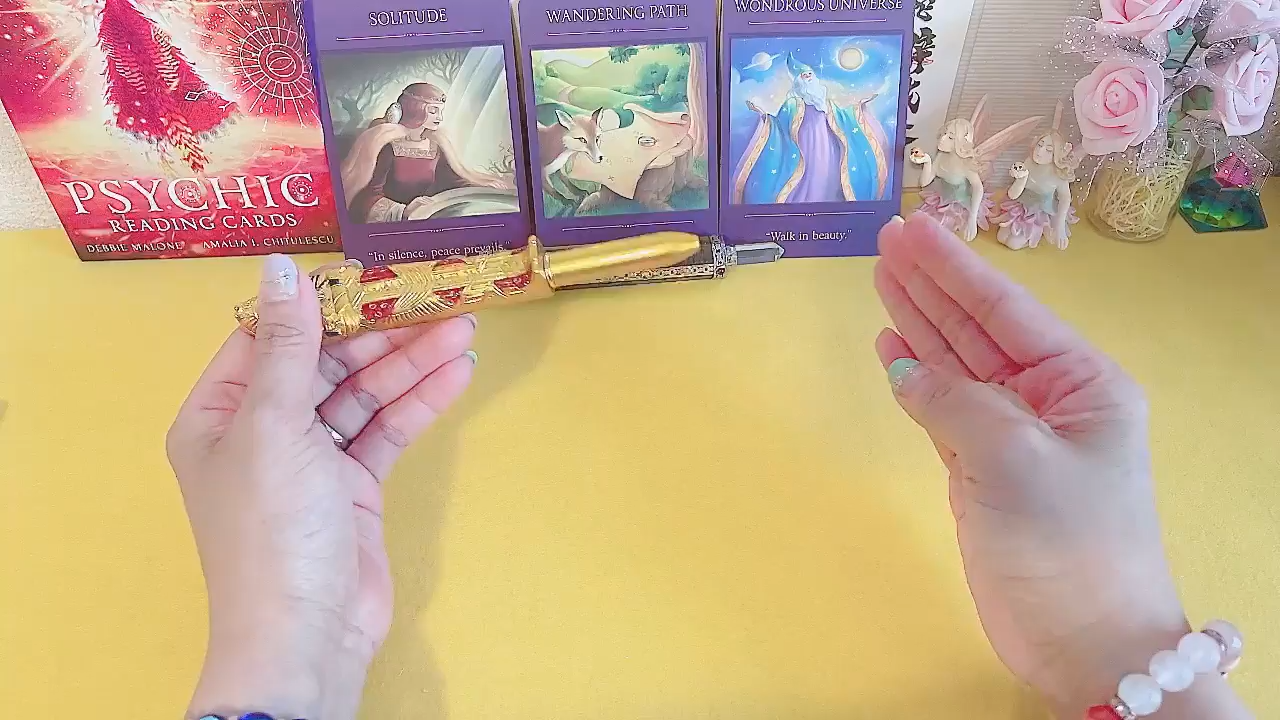 PSYCHIC
READING CARDS
DEBBIE MALONE AMALIA I. CHITULESCU
SOLITUDE
"In silence, peace prevails."
WANDERING PATH
WONDROUS UNIVERSE
"Walk in beauty."